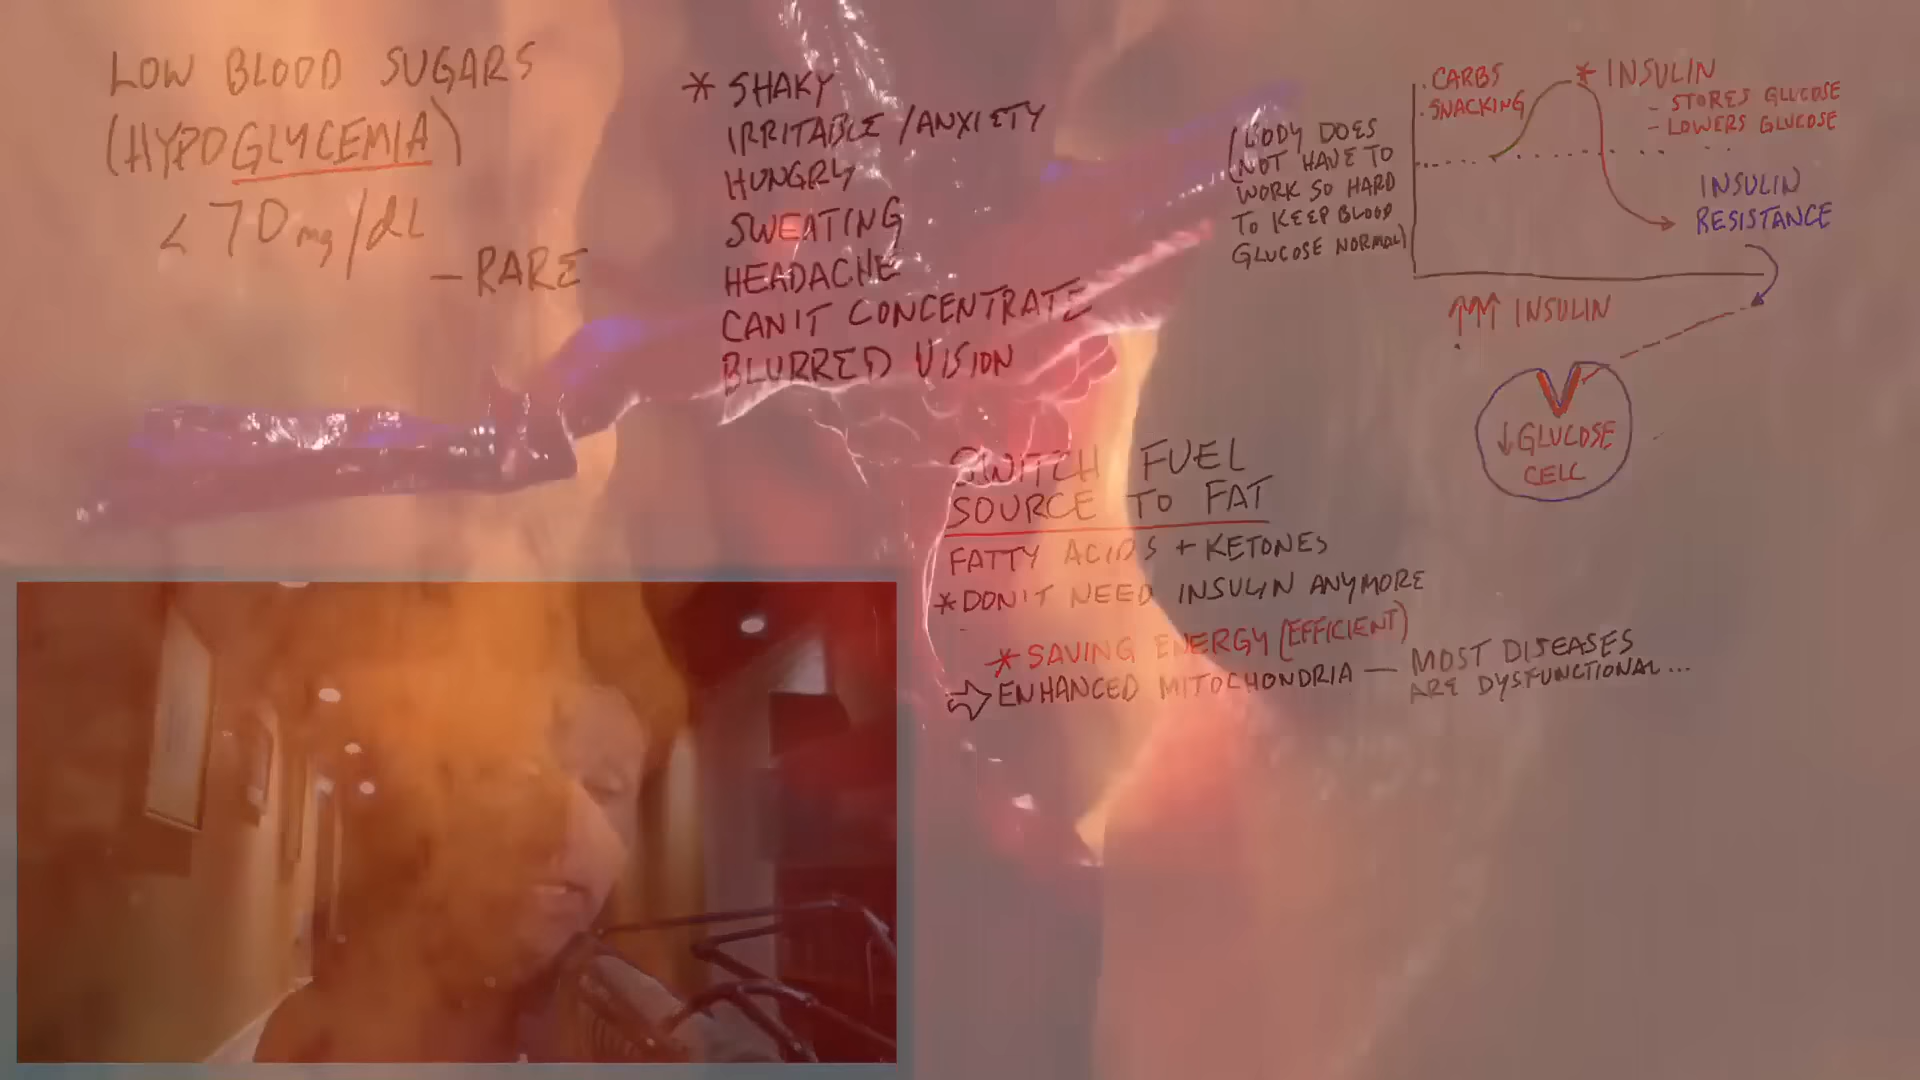 LOW BLOOD SUGARS
(HYPOGLYCEMIA)
< 70 mg/dL
– RARE
* SHAKY
IRRITABLE / ANXIETY
HUNGRY
SWEATING
HEADACHE
CAN'T CONCENTRATE
BLURRED VISION
(BODY DOES
NOT HAVE TO
WORK SO HARD
TO KEEP BLOOD
GLUCOSE NORMAL)
. CARBS
. SNACKING
* INSULIN
- STORES GLUCOSE
- LOWERS GLUCOSE
INSULIN
RESISTANCE
↑↑↑ INSULIN
↓ GLUCOSE
CELL
SWITCH FUEL
SOURCE TO FAT
FATTY ACIDS + KETONES
* DON'T NEED INSULIN ANYMORE
* SAVING ENERGY (EFFICIENT)
⇨ ENHANCED MITOCHONDRIA — MOST DISEASES
ARE DYSFUNCTIONAL ...